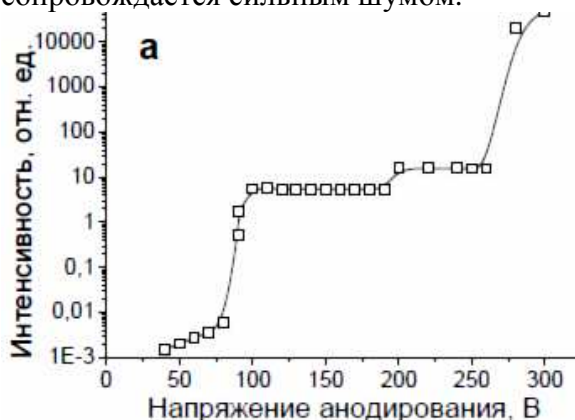 сопровождается сильным шумом.
а
Интенсивность, отн. ед.
10000
1000
100
10
1
0,1
0,01
1E-3
0 50 100 150 200 250 300
Напряжение анодирования, В